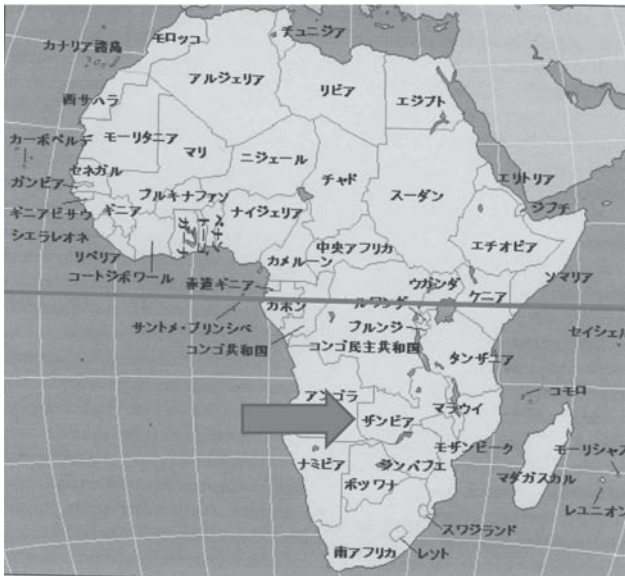 チュニジア
モロッコ
カナリア諸島
アルジェリア
リビア
エジプト
西サハラ
カーボベルデ
モーリタニア
マリ
ニジェール
チャド
スーダン
エリトリア
セネガル
ガンビア
ブルキナファソ
ジブチ
ギニアビサウ
ギニア
ナイジェリア
ベナン
トーゴ
ガーナ
シエラレオネ
エチオピア
中央アフリカ
リベリア
カメルーン
コートジボワール
ソマリア
ウガンダ
赤道ギニア
ケニア
ルワンダ
ガボン
サントメ・プリンシペ
ブルンジ
セイシェル
コンゴ共和国
コンゴ民主共和国
タンザニア
アンゴラ
コモロ
マラウイ
ザンビア
モザンビーク
モーリシャス
ナミビア
ジンバブエ
マダガスカル
ボツワナ
レユニオン
スワジランド
南アフリカ
レソト